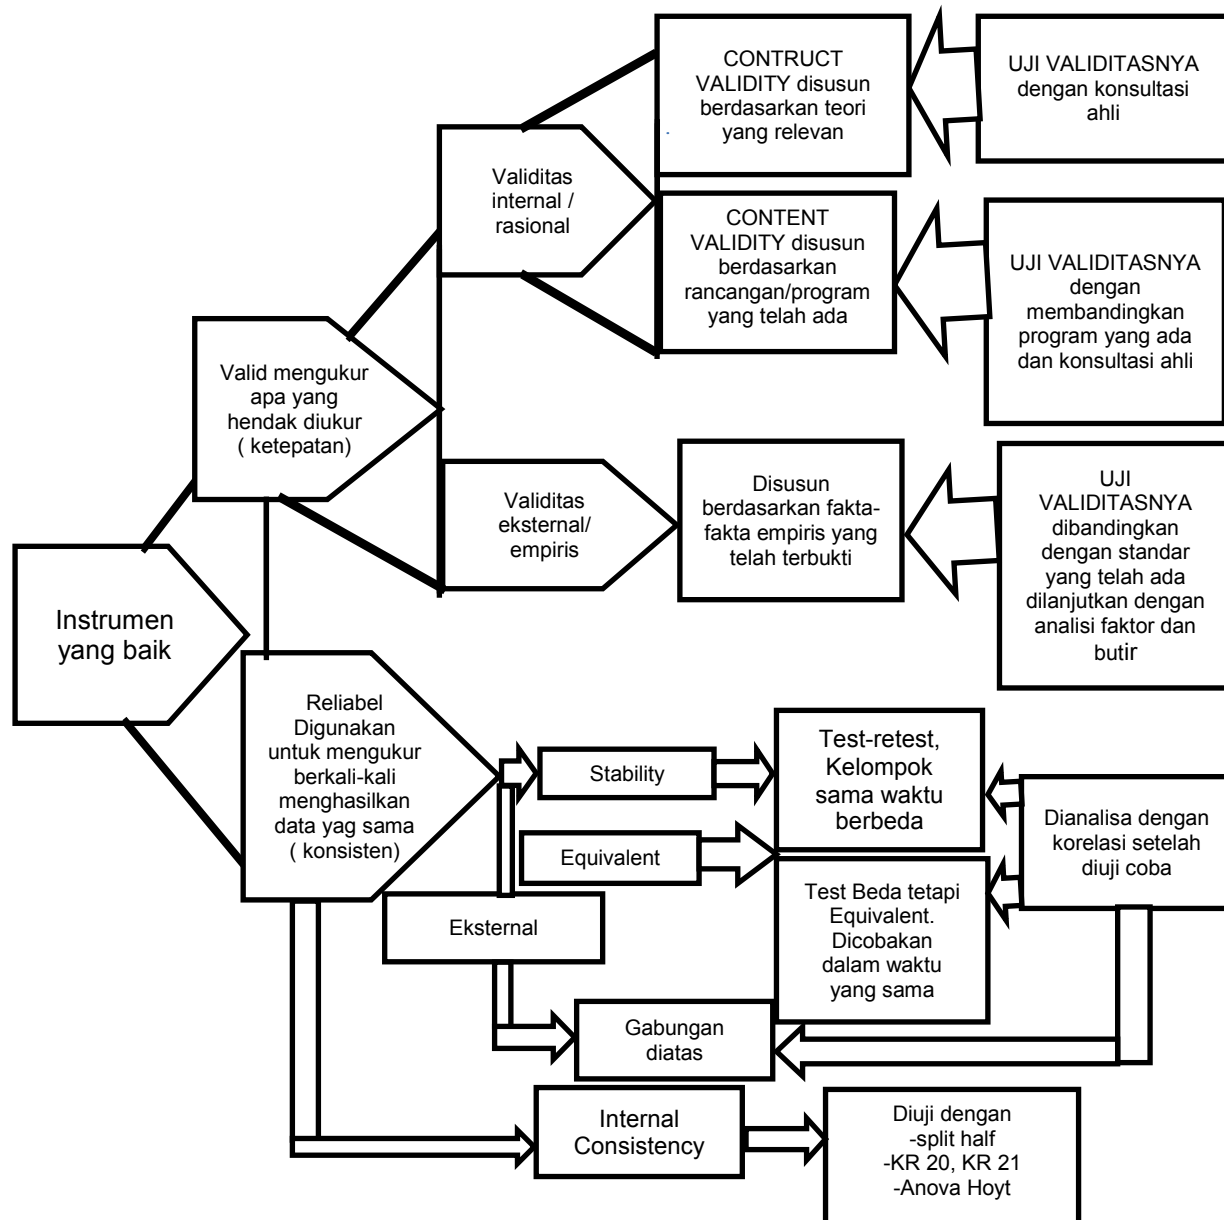 CONTRUCT
VALIDITY disusun
berdasarkan teori
yang relevan
UJI VALIDITASNYA
dengan konsultasi
ahli
Validitas
internal /
rasional
CONTENT
VALIDITY disusun
berdasarkan
rancangan/program
yang telah ada
UJI VALIDITASNYA
dengan
membandingkan
program yang ada
dan konsultasi ahli
Valid mengukur
apa yang
hendak diukur
( ketepatan)
Validitas
eksternal/
empiris
Disusun
berdasarkan fakta-
fakta empiris yang
telah terbukti
UJI
VALIDITASNYA
dibandingkan
dengan standar
yang telah ada
dilanjutkan dengan
analisi faktor dan
butir
Instrumen
yang baik
Reliabel
Digunakan
untuk mengukur
berkali-kali
menghasilkan
data yag sama
( konsisten)
Stability
Test-retest,
Kelompok
sama waktu
berbeda
Equivalent
Dianalisa dengan
korelasi setelah
diuji coba
Test Beda tetapi
Equivalent.
Dicobakan
dalam waktu
yang sama
Eksternal
Gabungan
diatas
Internal
Consistency
Diuji dengan
-split half
-KR 20, KR 21
-Anova Hoyt